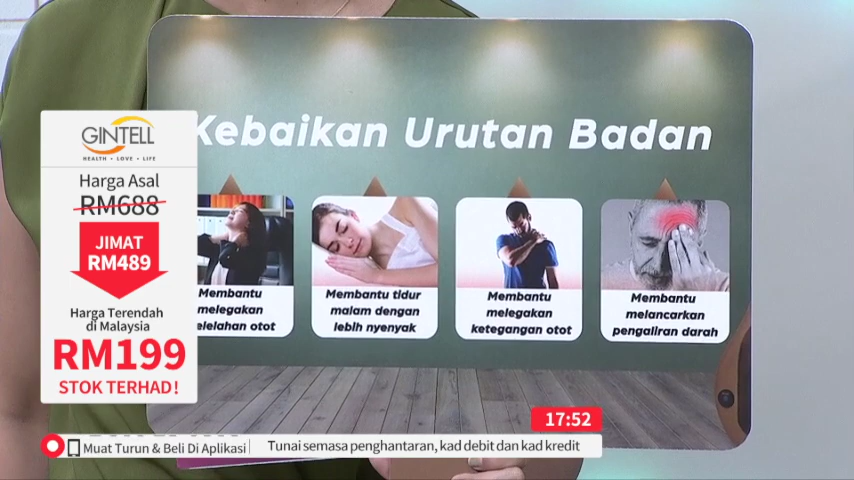 GINTELL
HEALTH • LOVE • LIFE
Harga Asal
RM688
JIMAT
RM489
Harga Terendah
di Malaysia
RM199
STOK TERHAD!
Kebaikan Urutan Badan
Membantu
melegakan
otot
Membantu tidur
malam dengan
lebih nyenyak
Membantu
melegakan
ketegangan otot
Membantu
melancarkan
pengaliran darah
17:52
Muat Turun & Beli Di Aplikasi
Tunai semasa penghantaran, kad debit dan kad kredit